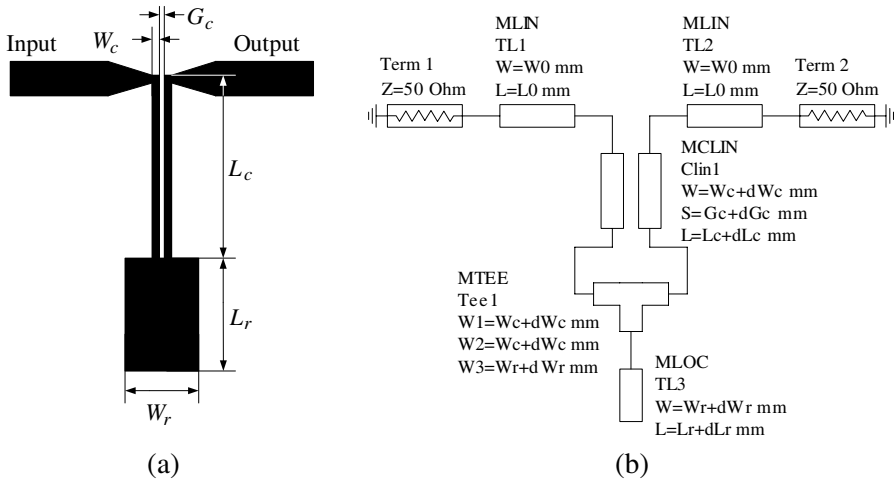 G_c
W_c
Input
Output
L_c
L_r
W_r
(a)
MLIN
TL1
W=W0 mm
L=L0 mm
MLIN
TL2
W=W0 mm
L=L0 mm
Term 1
Z=50 Ohm
Term 2
Z=50 Ohm
MCLIN
Clin1
W=Wc+dWc mm
S=Gc+dGc mm
L=Lc+dLc mm
MTEE
Tee1
W1=Wc+dWc mm
W2=Wc+dWc mm
W3=Wr+dWr mm
MLOC
TL3
W=Wr+dWr mm
L=Lr+dLr mm
(b)